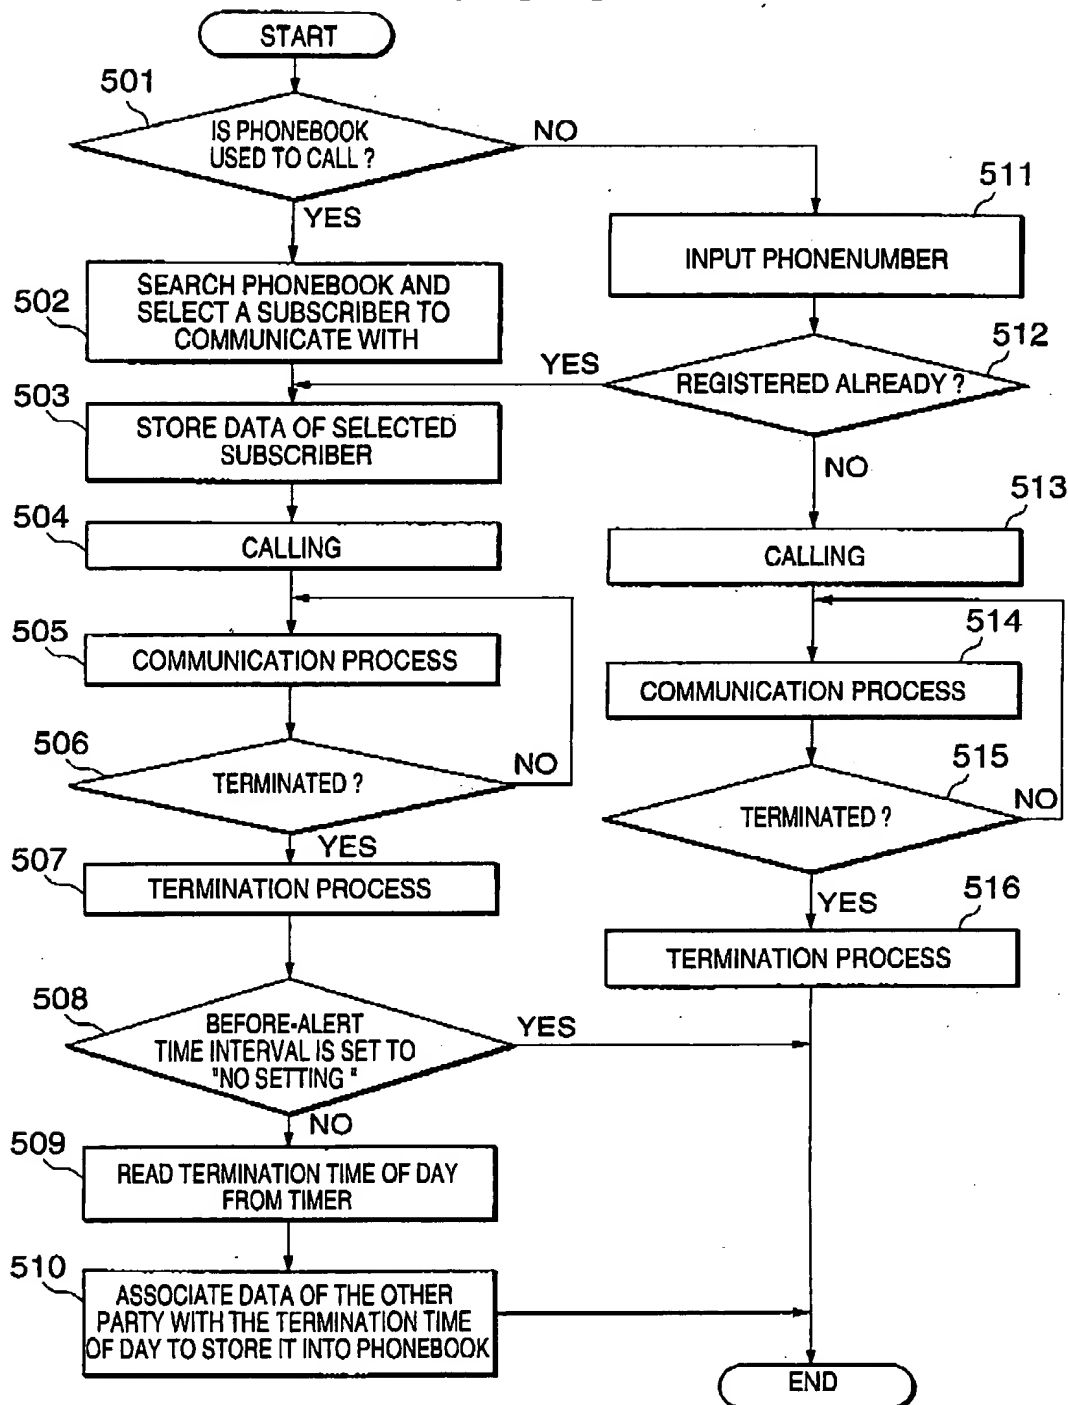 START
501
IS PHONEBOOK
USED TO CALL ?
NO
YES
511
INPUT PHONENUMBER
502
SEARCH PHONEBOOK AND
SELECT A SUBSCRIBER TO
COMMUNICATE WITH
512
REGISTERED ALREADY ?
YES
NO
503
STORE DATA OF SELECTED
SUBSCRIBER
504
CALLING
513
CALLING
505
COMMUNICATION PROCESS
514
COMMUNICATION PROCESS
506
TERMINATED ?
NO
YES
515
TERMINATED ?
NO
YES
507
TERMINATION PROCESS
516
TERMINATION PROCESS
508
BEFORE-ALERT
TIME INTERVAL IS SET TO
"NO SETTING "
YES
NO
509
READ TERMINATION TIME OF DAY
FROM TIMER
510
ASSOCIATE DATA OF THE OTHER
PARTY WITH THE TERMINATION TIME
OF DAY TO STORE IT INTO PHONEBOOK
END